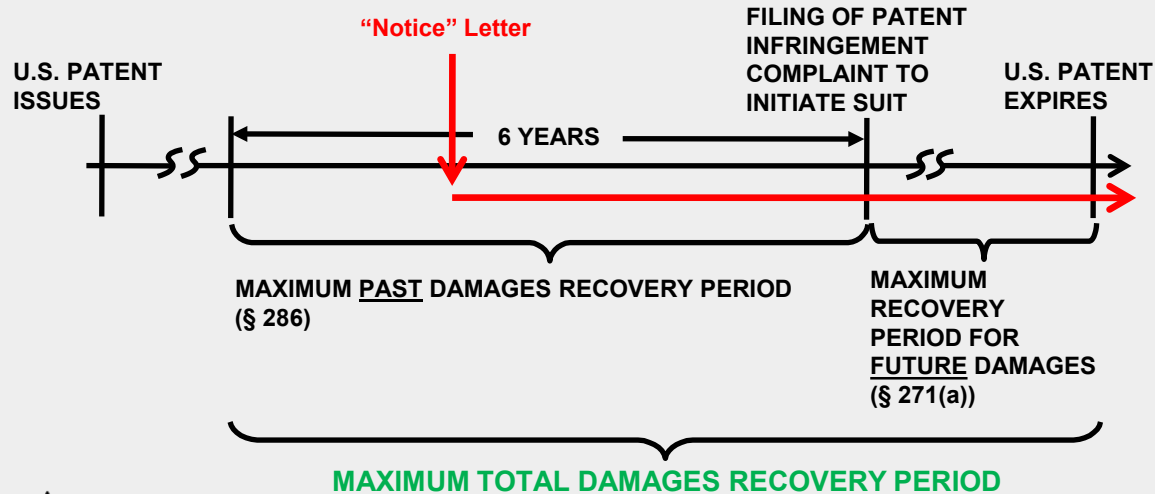 “Notice” Letter
FILING OF PATENT
INFRINGEMENT
COMPLAINT TO
INITIATE SUIT
U.S. PATENT
ISSUES
U.S. PATENT
EXPIRES
6 YEARS
MAXIMUM PAST DAMAGES RECOVERY PERIOD
(§ 286)
MAXIMUM
RECOVERY
PERIOD FOR
FUTURE DAMAGES
(§ 271(a))
MAXIMUM TOTAL DAMAGES RECOVERY PERIOD